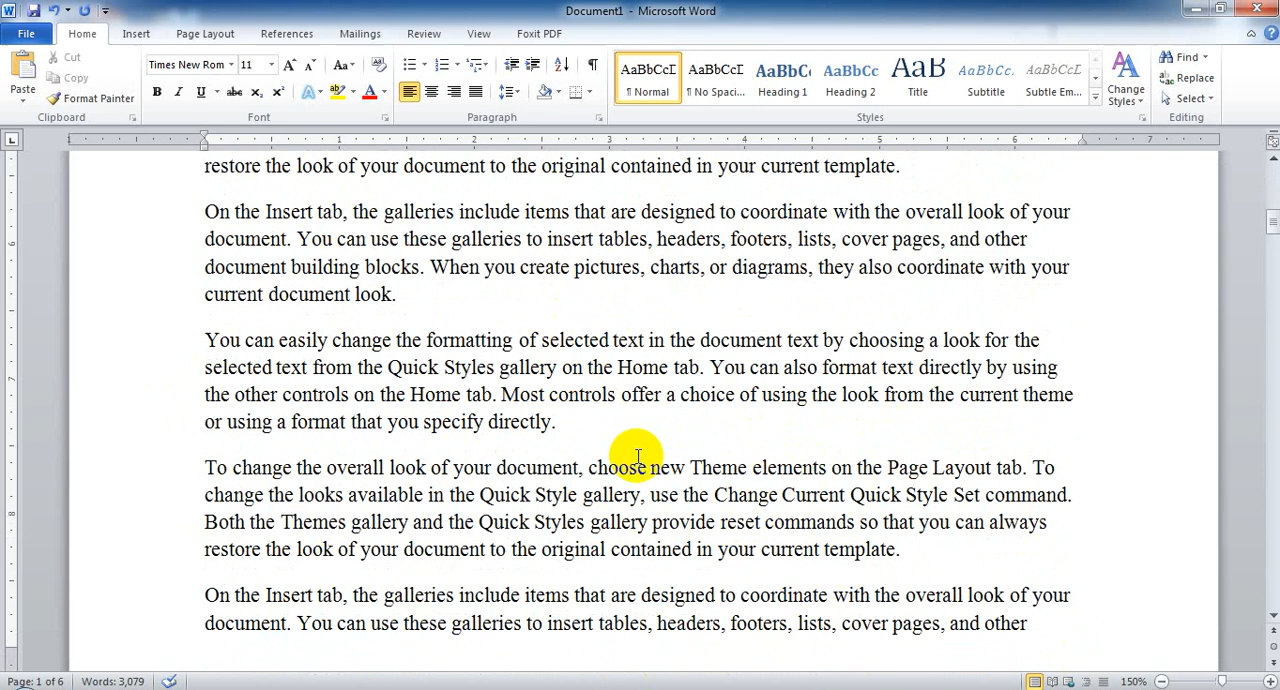 Document1 - Microsoft Word
File Home Insert Page Layout References Mailings Review View Foxit PDF
Cut
Copy
Format Painter
Paste
Clipboard
Times New Rom 11
Font
Paragraph
AaBbCcD AaBbCcD AaBbCc AaBbCc AaB AaBbCc. AaBbCcD
¶ Normal ¶ No Spaci... Heading 1 Heading 2 Title Subtitle Subtle Em...
Change Styles
Styles
Find
Replace
Select
Editing
1 1 2 3 4 5 6 7
restore the look of your document to the original contained in your current template.
On the Insert tab, the galleries include items that are designed to coordinate with the overall look of your
document. You can use these galleries to insert tables, headers, footers, lists, cover pages, and other
document building blocks. When you create pictures, charts, or diagrams, they also coordinate with your
current document look.
You can easily change the formatting of selected text in the document text by choosing a look for the
selected text from the Quick Styles gallery on the Home tab. You can also format text directly by using
the other controls on the Home tab. Most controls offer a choice of using the look from the current theme
or using a format that you specify directly.
To change the overall look of your document, choose new Theme elements on the Page Layout tab. To
change the looks available in the Quick Style gallery, use the Change Current Quick Style Set command.
Both the Themes gallery and the Quick Styles gallery provide reset commands so that you can always
restore the look of your document to the original contained in your current template.
On the Insert tab, the galleries include items that are designed to coordinate with the overall look of your
document. You can use these galleries to insert tables, headers, footers, lists, cover pages, and other
Page: 1 of 6 Words: 3,079 150%